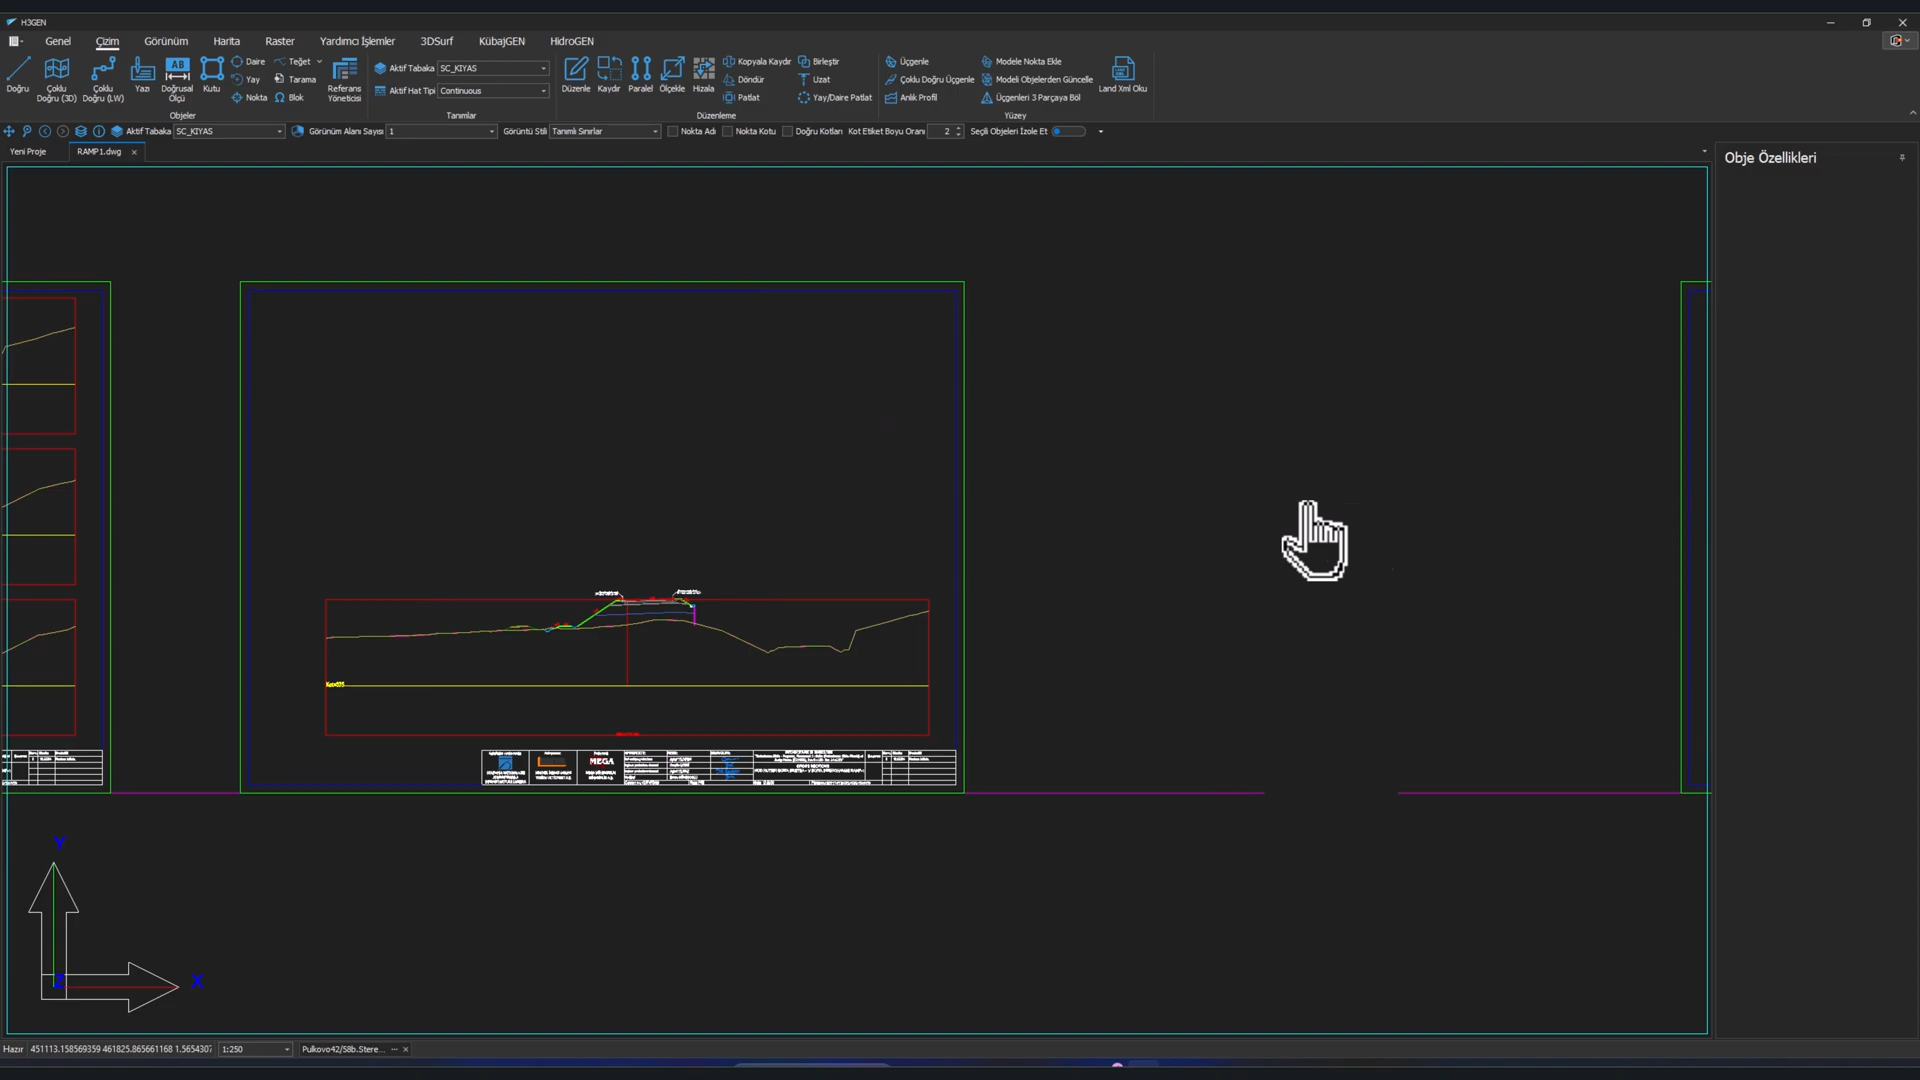 H3GEN
Genel Çizim Görünüm Harita Raster Yardımcı İşlemler 3DSurf KübajGEN HidroGEN
Doğru
Çoklu Doğru (3D)
Çoklu Doğru (LW)
Yazı
Doğrusal Ölçü
Kutu
Daire
Yay
Nokta
Teğet
Tarama
Blok
Referans Yöneticisi
Objeler
Aktif Tabaka SC_KIYAS
Aktif Hat Tipi Continuous
Tanımlar
Düzenle
Kaydır
Paralel
Ölçekle
Hizala
Kopyala Kaydır
Döndür
Patlat
Birleştir
Uzat
Yay/Daire Patlat
Düzenleme
Üçgenle
Çoklu Doğru Üçgenle
Anlık Profil
Modele Nokta Ekle
Modeli Objelerden Güncelle
Üçgenleri 3 Parçaya Böl
Land Xml Oku
Yüzey
Aktif Tabaka SC_KIYAS Görünüm Alanı Sayısı 1 Görüntü Stili Tanımlı Sınırlar Nokta Adı Nokta Kotu Doğru Kotları Kot Etiket Boyu Oranı 2 Seçili Objeleri İzole Et
Yeni Proje RAMP1.dwg
Obje Özellikleri
MEGA
Y
Z
X
Hazır 451113.158569359 461825.865661168 1.5654307 1:250 Pulkovo42/58b.Stere...